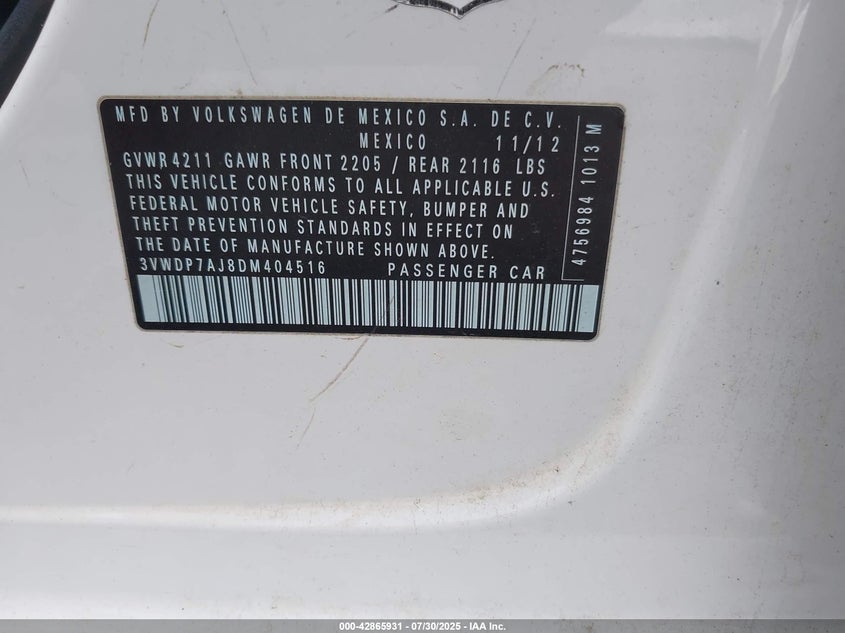 MFD BY VOLKSWAGEN DE MEXICO S.A. DE C.V.
MEXICO 11/12
GVWR 4211 GAWR FRONT 2205 / REAR 2116 LBS
THIS VEHICLE CONFORMS TO ALL APPLICABLE U.S.
FEDERAL MOTOR VEHICLE SAFETY, BUMPER AND
THEFT PREVENTION STANDARDS IN EFFECT ON
THE DATE OF MANUFACTURE SHOWN ABOVE.
3VWDP7AJ8DM404516 PASSENGER CAR
4756984 1013 M
000-42865931 - 07/30/2025 - IAA Inc.